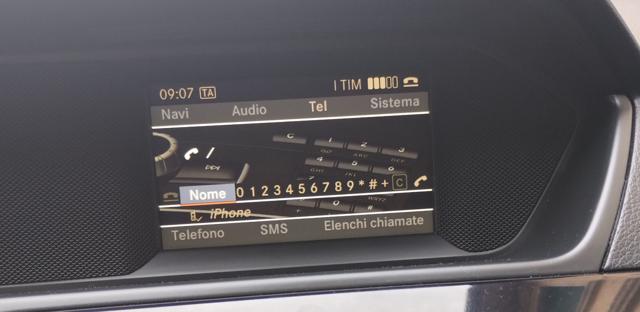 09:07 TA I TIM
Navi Audio Tel Sistema
Nome 0 1 2 3 4 5 6 7 8 9 * # + C
iPhone
Telefono SMS Elenchi chiamate